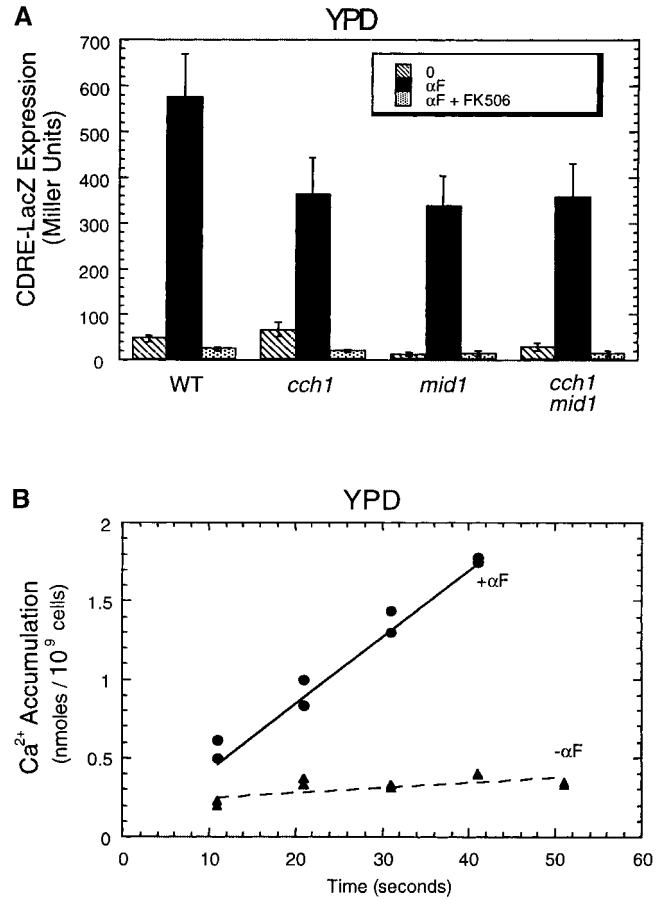 A
YPD
CDRE-LacZ Expression
(Miller Units)
700
600
500
400
300
200
100
0
0
αF
αF + FK506
WT
cch1
mid1
cch1
mid1
B
YPD
Ca²⁺ Accumulation
(nmoles / 10⁹ cells)
2
1.5
1
0.5
0
+αF
-αF
0
10
20
30
40
50
60
Time (seconds)